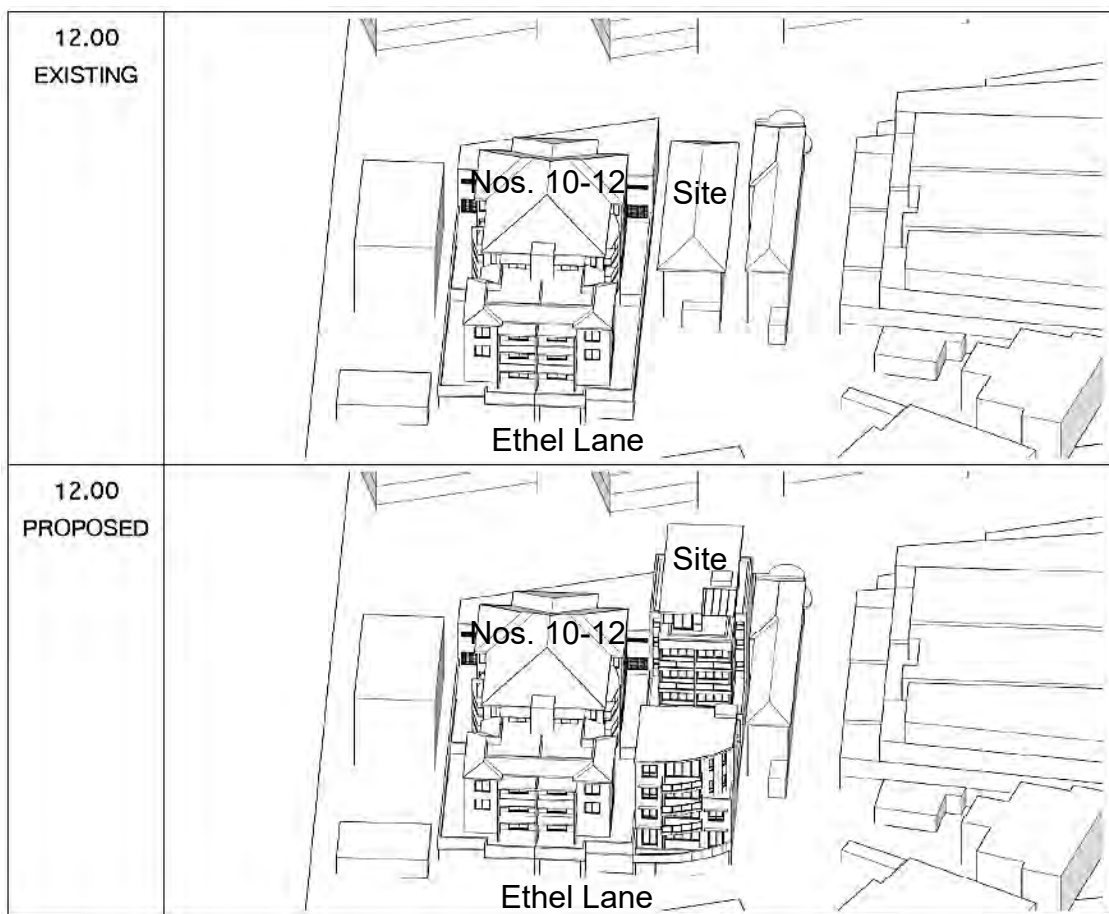 12.00
EXISTING
Nos. 10-12
Site
Ethel Lane
12.00
PROPOSED
Site
Nos. 10-12
Ethel Lane